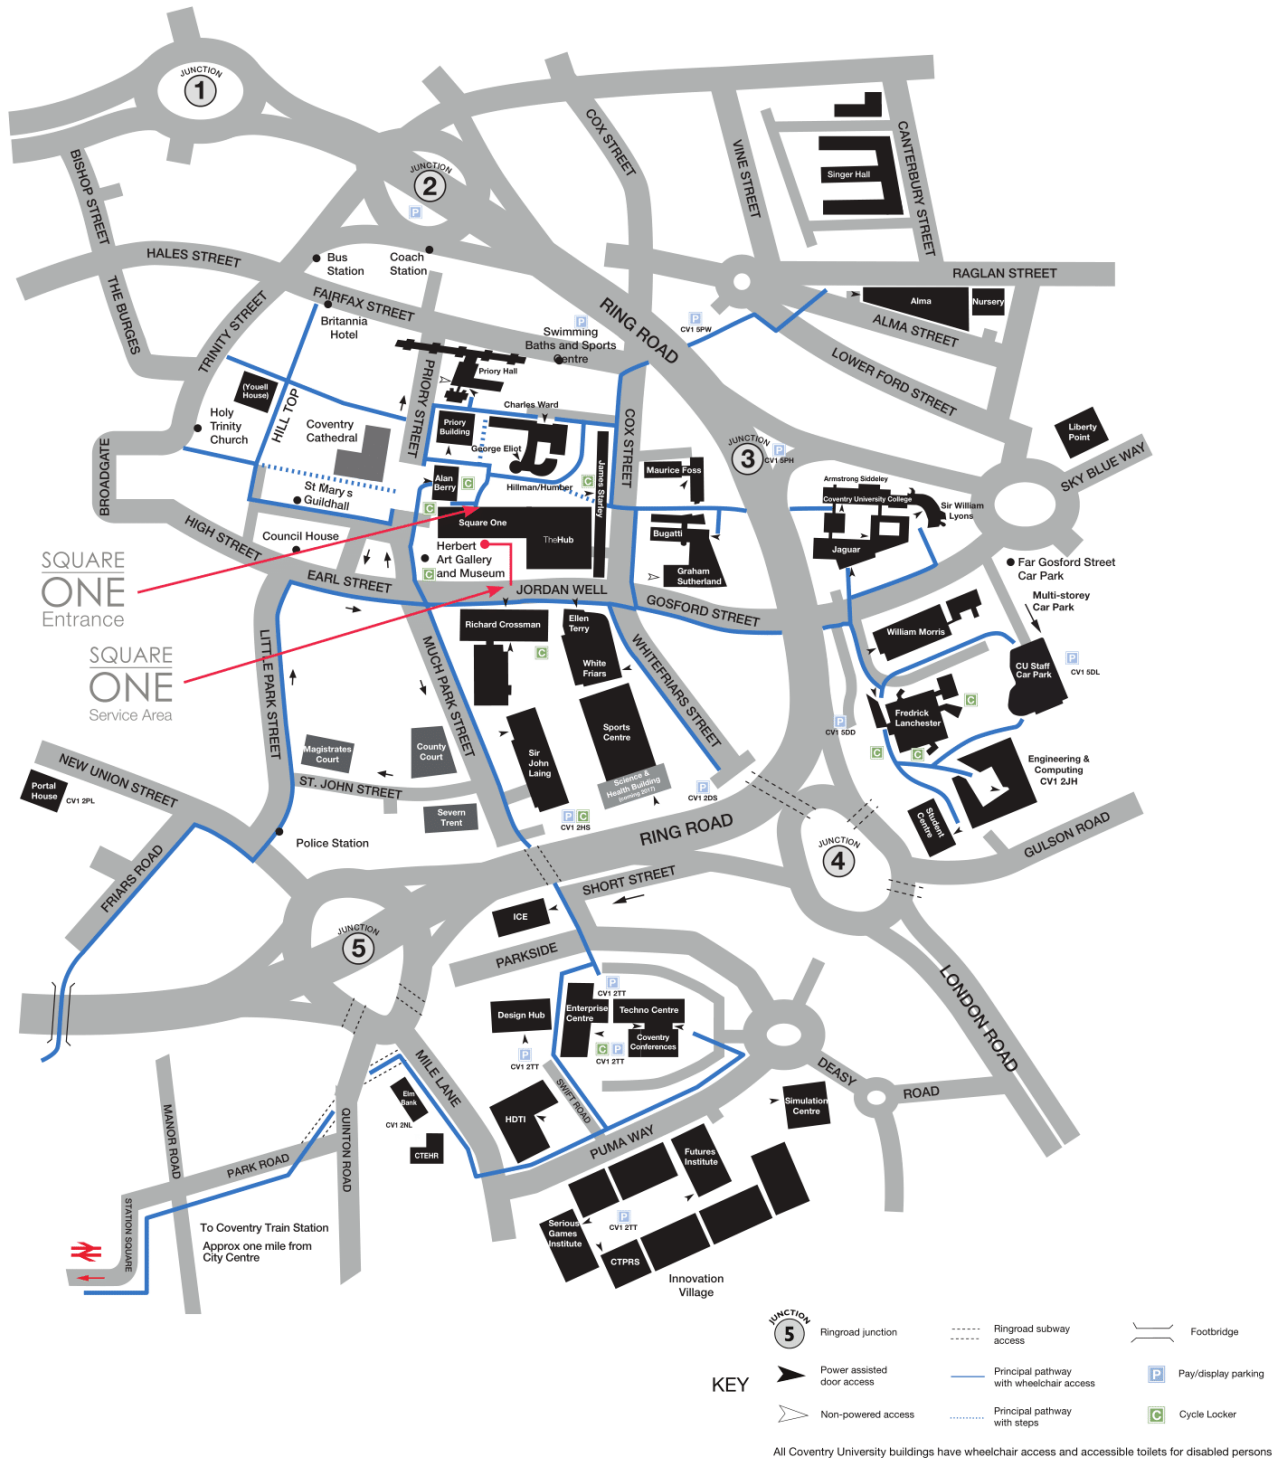 JUNCTION
1
BISHOP STREET
JUNCTION
2
P
COX STREET
VINE STREET
CANTERBURY STREET
Singer Hall
HALES STREET
Bus
Station
Coach
Station
RAGLAN STREET
THE BURGES
TRINITY STREET
FAIRFAX STREET
Britannia
Hotel
P
Swimming
Baths and Sports
Centre
RING ROAD
P
CV1 5PW
Alma
Nursery
ALMA STREET
LOWER FORD STREET
Priory Hall
PRIORY STREET
(Youell
House)
HILL TOP
Holy
Trinity
Church
Coventry
Cathedral
Charles Ward
Priory
Building
George Eliot
COX STREET
James Starley
JUNCTION
3
P
CV1 5PH
Liberty
Point
SKY BLUE WAY
BROADGATE
St Mary's
Guildhall
Alan
Berry
C
C
Hillman/Humber
C
Maurice Foss
Armstrong Siddeley
Coventry University College
Sir William
Lyons
HIGH STREET
Council House
Square One
TheHub
Bugatti
Jaguar
Herbert
Art Gallery
and Museum
C
Graham
Sutherland
SQUARE
ONE
Entrance
EARL STREET
JORDAN WELL
GOSFORD STREET
Far Gosford Street
Car Park
Multi-storey
Car Park
SQUARE
ONE
Service Area
LITTLE PARK STREET
MUCH PARK STREET
Richard Crossman
C
Ellen
Terry
White
Friars
WHITEFRIARS STREET
William Morris
CU Staff
Car Park
P
CV1 5DL
C
Fredrick
Lanchester
P
CV1 5DD
C
C
Sports
Centre
Sir
John
Laing
Magistrates
Court
County
Court
Science &
Health Building
(coming 2017)
P
CV1 2DS
Engineering &
Computing
CV1 2JH
NEW UNION STREET
Portal
House
CV1 2PL
ST. JOHN STREET
Severn
Trent
P
C
CV1 2HS
Student
Centre
GULSON ROAD
Police Station
RING ROAD
JUNCTION
4
FRIARS ROAD
SHORT STREET
ICE
JUNCTION
5
PARKSIDE
LONDON ROAD
P
CV1 2TT
Design Hub
Enterprise
Centre
Techno Centre
Coventry
Conferences
P
CV1 2TT
C
P
CV1 2TT
MILE LANE
SWIFT ROAD
DEASY
ROAD
Elm
Bank
CV1 2NL
HDTI
Simulation
Centre
MANOR ROAD
QUINTON ROAD
CTEHR
PUMA WAY
PARK ROAD
Futures
Institute
STATION SQUARE
To Coventry Train Station
Approx one mile from
City Centre
P
CV1 2TT
Serious
Games
Institute
CTPRS
Innovation
Village
KEY
JUNCTION
5
Ringroad junction
Ringroad subway
access
Footbridge
Power assisted
door access
Principal pathway
with wheelchair access
P
Pay/display parking
Non-powered access
Principal pathway
with steps
C
Cycle Locker
All Coventry University buildings have wheelchair access and accessible toilets for disabled persons